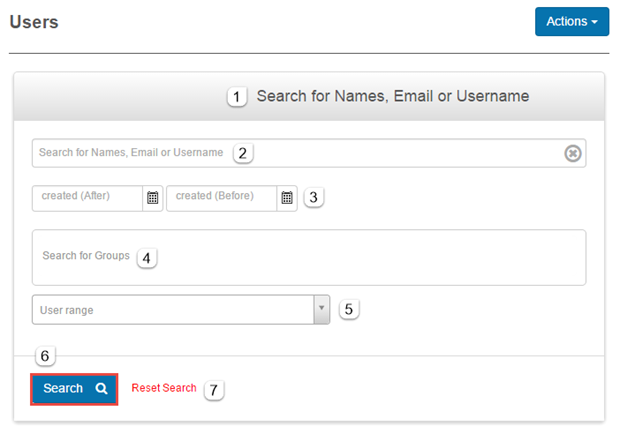 Users
Actions
1 Search for Names, Email or Username
Search for Names, Email or Username 2
created (After) created (Before) 3
Search for Groups 4
User range 5
6
Search Reset Search 7